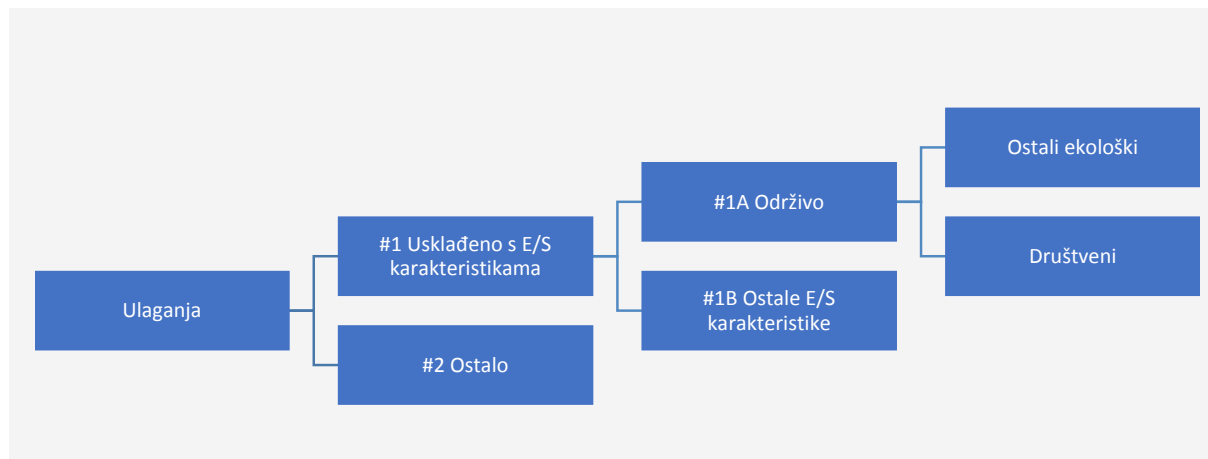 Ulaganja
#1 Usklađeno s E/S
karakteristikama
#2 Ostalo
#1A Održivo
#1B Ostale E/S
karakteristike
Ostali ekološki
Društveni